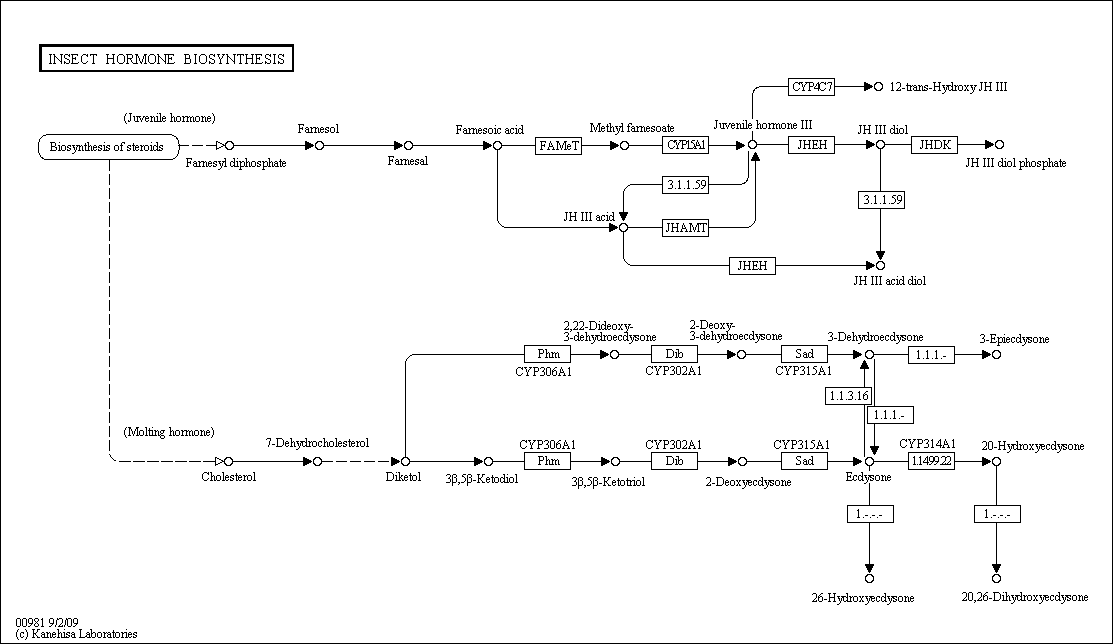 INSECT HORMONE BIOSYNTHESIS
CYP4C7
12-trans-Hydroxy JH III
(Juvenile hormone)
Biosynthesis of steroids
Farnesyl diphosphate
Farnesol
Farnesal
Farnesoic acid
FAMeT
Methyl farnesoate
CYP15A1
Juvenile hormone III
JHEH
JH III diol
JHDK
JH III diol phosphate
3.1.1.59
3.1.1.59
JH III acid
JHAMT
JHEH
JH III acid diol
2,22-Dideoxy-
3-dehydroecdysone
2-Deoxy-
3-dehydroecdysone
3-Dehydroecdysone
3-Epiecdysone
Phm
CYP306A1
Dib
CYP302A1
Sad
CYP315A1
1.1.1.-
1.1.3.16
1.1.1.-
(Molting hormone)
Cholesterol
7-Dehydrocholesterol
Diketol
3β,5β-Ketodiol
CYP306A1
Phm
3β,5β-Ketotriol
CYP302A1
Dib
2-Deoxyecdysone
CYP315A1
Sad
Ecdysone
CYP314A1
1.14.99.22
20-Hydroxyecdysone
1.-.-.-
1.-.-.-
26-Hydroxyecdysone
20,26-Dihydroxyecdysone
00981 9/2/09
(c) Kanehisa Laboratories